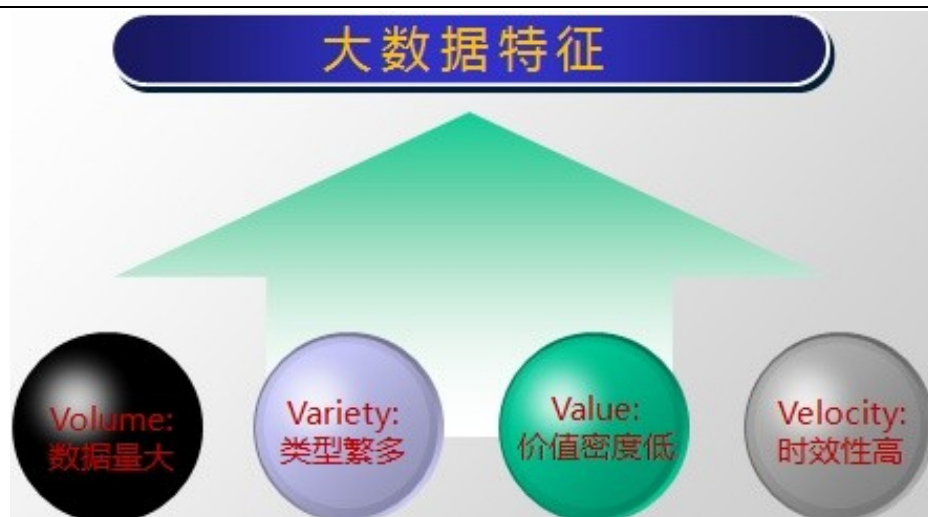 大数据特征
Volume:
数据量大
Variety:
类型繁多
Value:
价值密度低
Velocity:
时效性高